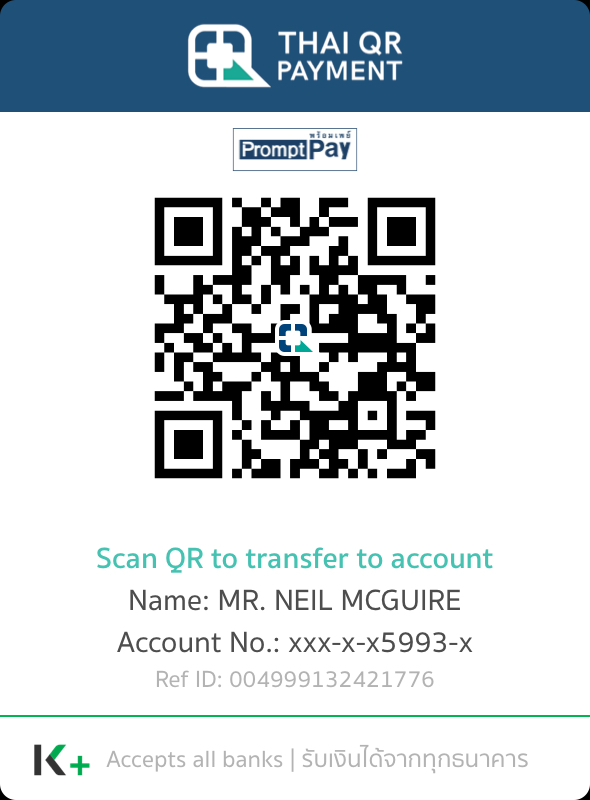 THAI QR
PAYMENT
พร้อมเพย์
PromptPay
Scan QR to transfer to account
Name: MR. NEIL MCGUIRE
Account No.: xxx-x-x5993-x
Ref ID: 004999132421776
K+ Accepts all banks | รับเงินได้จากทุกธนาคาร